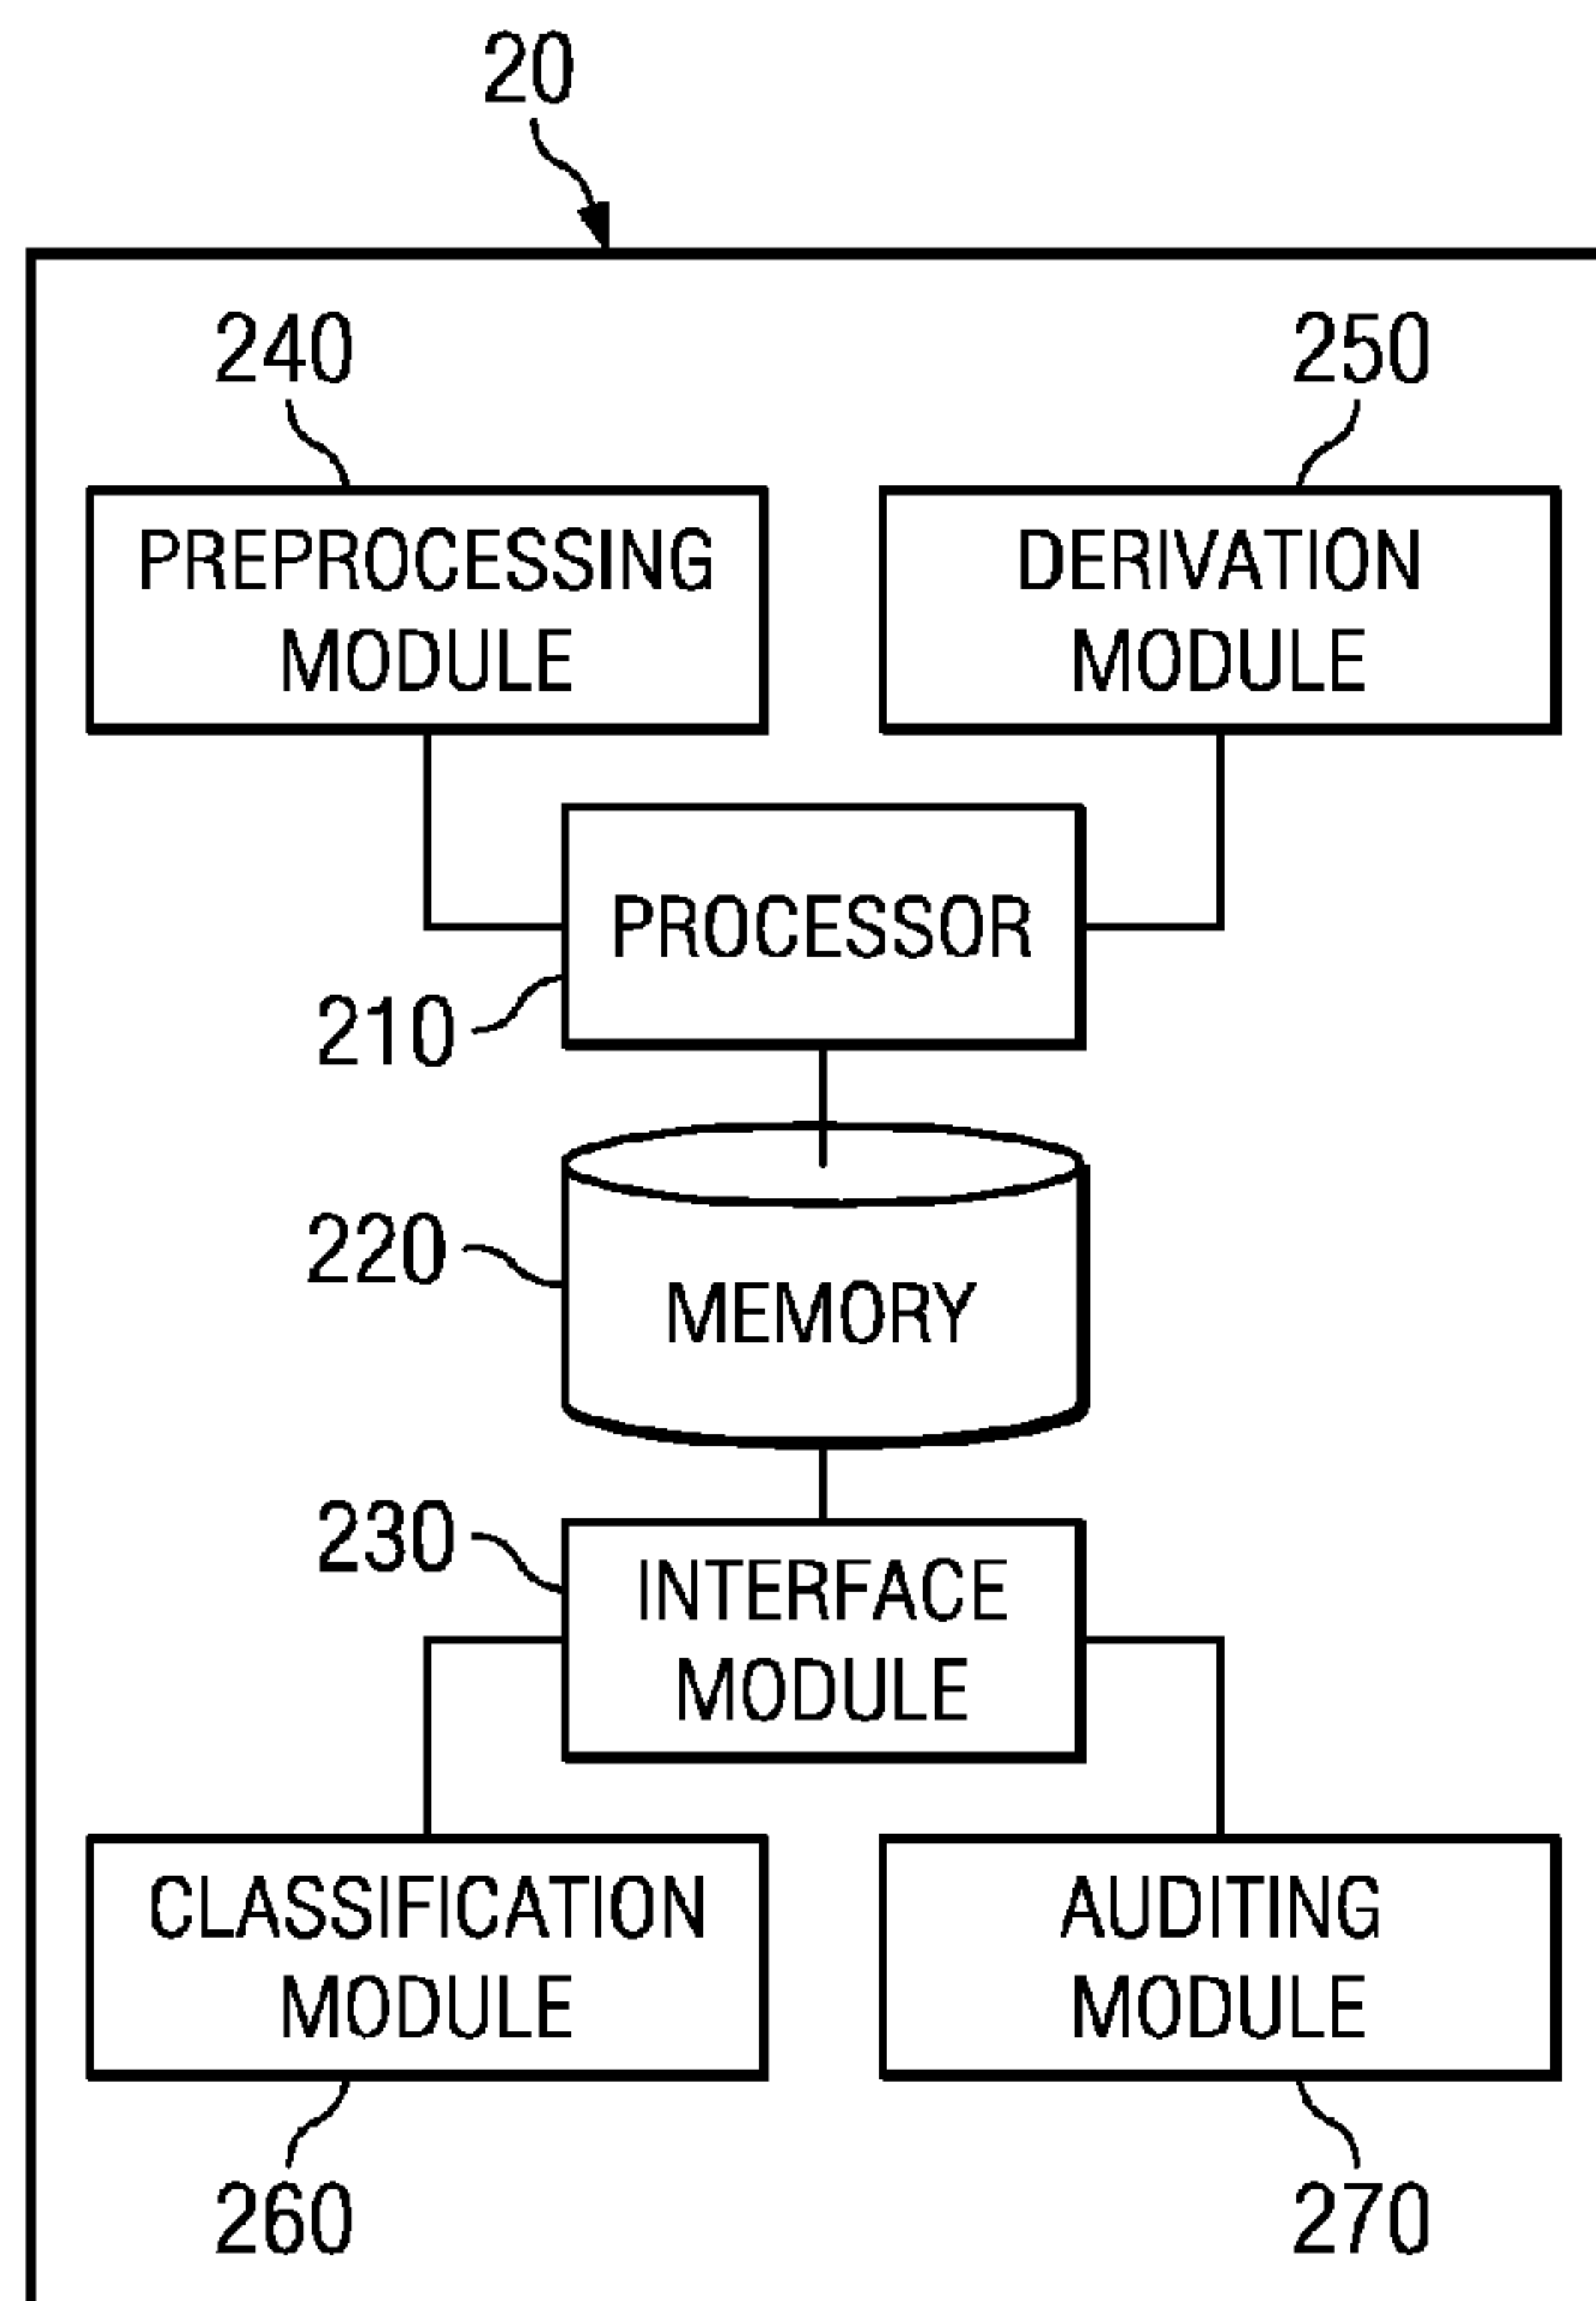 20
240
250
PREPROCESSING
MODULE
DERIVATION
MODULE
PROCESSOR
210
220
MEMORY
230
INTERFACE
MODULE
CLASSIFICATION
MODULE
AUDITING
MODULE
260
270